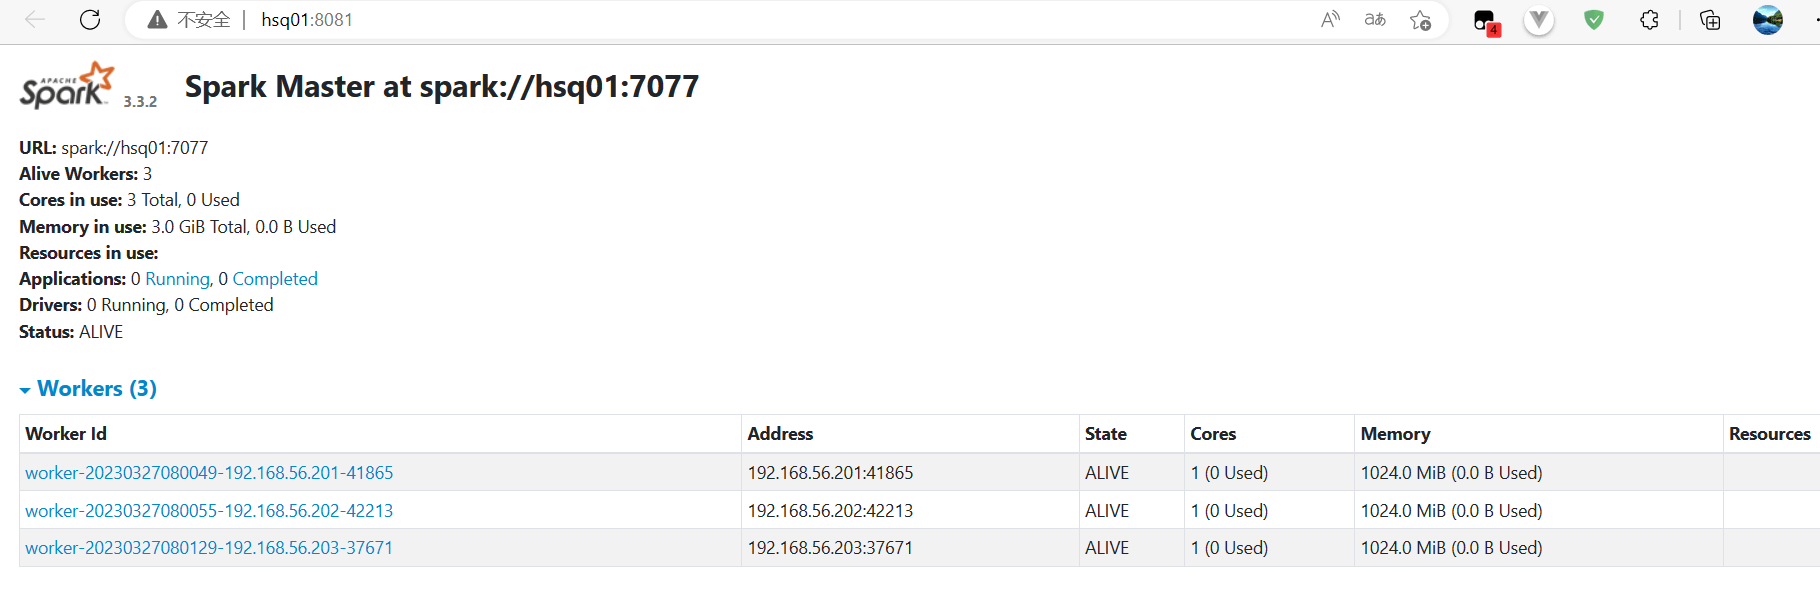 不安全 hsq01:8081 A aあ 4
APACHE Spark 3.3.2 Spark Master at spark://hsq01:7077
URL: spark://hsq01:7077
Alive Workers: 3
Cores in use: 3 Total, 0 Used
Memory in use: 3.0 GiB Total, 0.0 B Used
Resources in use:
Applications: 0 Running, 0 Completed
Drivers: 0 Running, 0 Completed
Status: ALIVE
Workers (3)
Worker Id Address State Cores Memory Resources
worker-20230327080049-192.168.56.201-41865 192.168.56.201:41865 ALIVE 1 (0 Used) 1024.0 MiB (0.0 B Used)
worker-20230327080055-192.168.56.202-42213 192.168.56.202:42213 ALIVE 1 (0 Used) 1024.0 MiB (0.0 B Used)
worker-20230327080129-192.168.56.203-37671 192.168.56.203:37671 ALIVE 1 (0 Used) 1024.0 MiB (0.0 B Used)